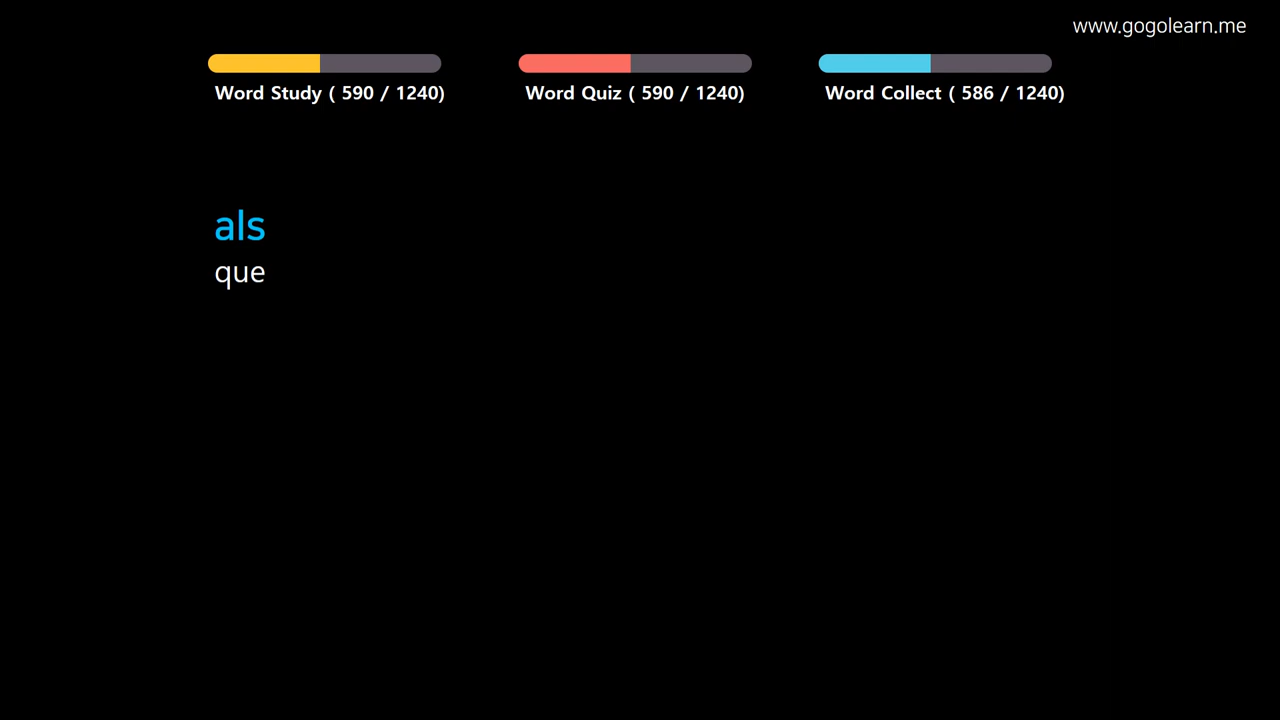 www.gogolearn.me
Word Study ( 590 / 1240)
Word Quiz ( 590 / 1240)
Word Collect ( 586 / 1240)
als
que